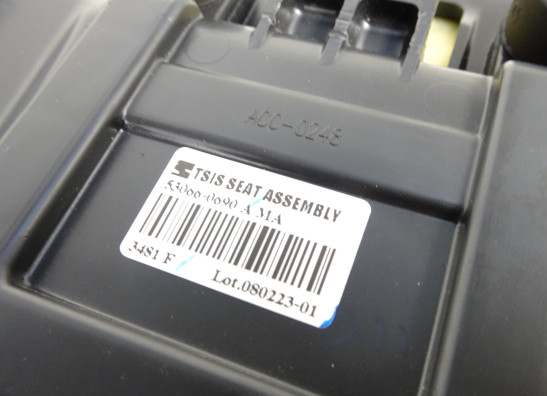 ACC-0248
TSIS SEAT ASSEMBLY
53066-0690 A MA
3481 F Lot.080223-01